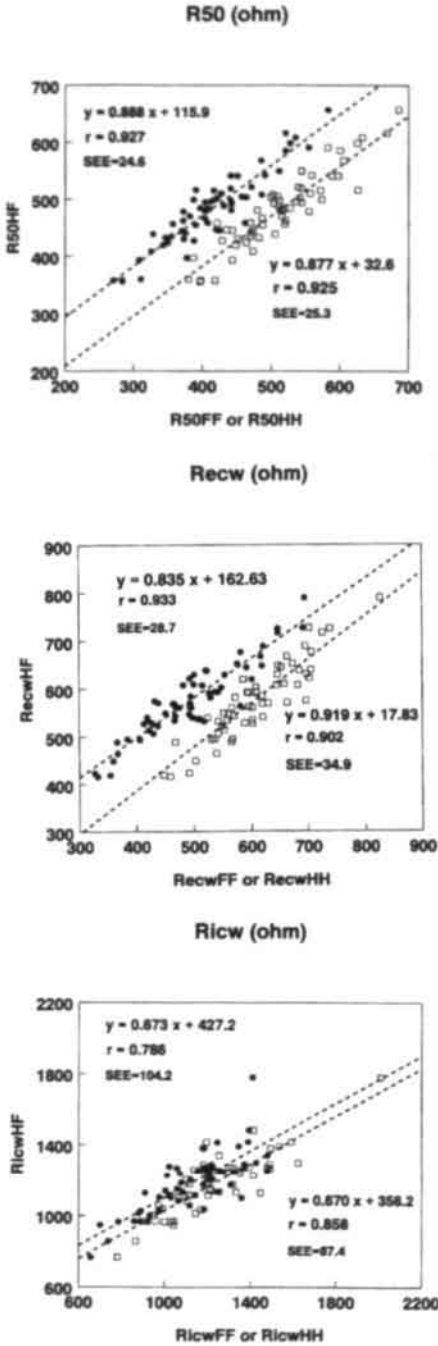 R50 (ohm)
700
600
500
400
300
200
R50HF
y = 0.888 x + 115.9
r = 0.927
SEE=24.6
0.877 x + 32.6
r = 0.925
SEE=25.3
200 300 400 500 600 700
R50FF or R50HH
Recw (ohm)
900
800
700
600
500
400
300
RecwHF
y = 0.835 x + 162.63
r = 0.933
SEE=28.7
y = 0.919 x + 17.83
r = 0.902
SEE=34.9
300 400 500 600 700 800 900
RecwFF or RecwHH
Ricw (ohm)
2200
1800
1400
1000
600
RicwHF
y = 0.673 x + 427.2
r = 0.786
SEE=104.2
y = 0.670 x + 356.2
r = 0.858
SEE=87.4
600 1000 1400 1800 2200
RicwFF or RicwHH